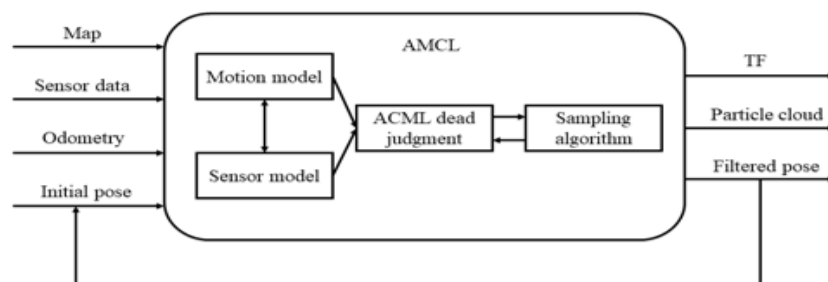 Map
Sensor data
Odometry
Initial pose
AMCL
Motion model
Sensor model
ACML dead
judgment
Sampling
algorithm
TF
Particle cloud
Filtered pose